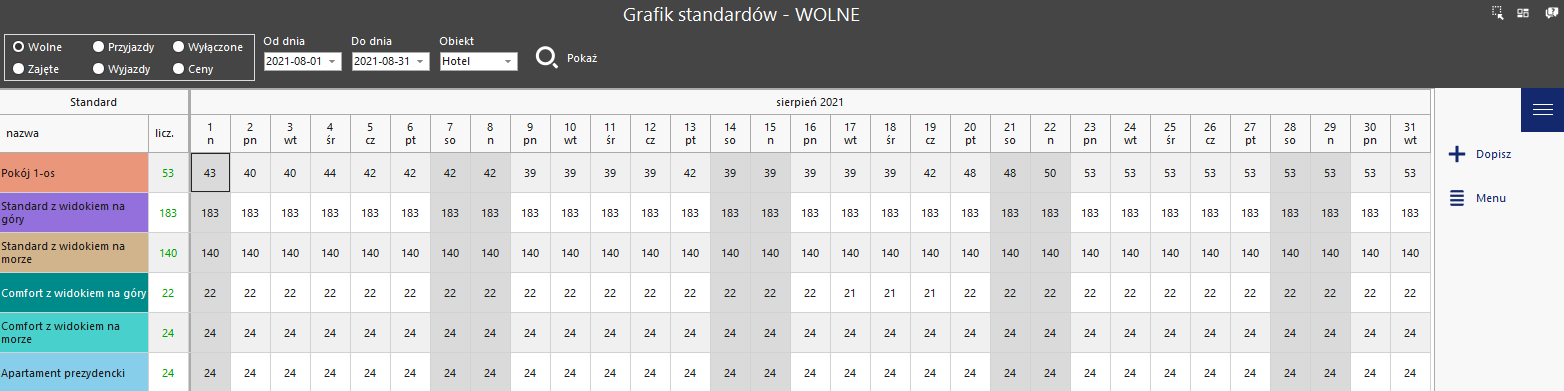 Grafik standardów - WOLNE
Wolne Przyjazdy Wyłączone
Zajęte Wyjazdy Ceny
Od dnia Do dnia Obiekt
2021-08-01 2021-08-31 Hotel
Pokaż
Standard sierpień 2021
nazwa licz.
1 2 3 4 5 6 7 8 9 10 11 12 13 14 15 16 17 18 19 20 21 22 23 24 25 26 27 28 29 30 31
n pn wt śr cz pt so n pn wt śr cz pt so n pn wt śr cz pt so n pn wt śr cz pt so n pn wt
Pokój 1-os 53 43 40 40 44 42 42 42 42 39 39 39 39 42 39 39 39 39 39 42 48 48 50 53 53 53 53 53 53 53 53 53
Standard z widokiem na
góry 183 183 183 183 183 183 183 183 183 183 183 183 183 183 183 183 183 183 183 183 183 183 183 183 183 183 183 183 183 183 183 183
Standard z widokiem na
morze 140 140 140 140 140 140 140 140 140 140 140 140 140 140 140 140 140 140 140 140 140 140 140 140 140 140 140 140 140 140 140 140
Comfort z widokiem na góry 22 22 22 22 22 22 22 22 22 22 22 22 22 22 22 22 22 21 21 21 22 22 22 22 22 22 22 22 22 22 22 22
Comfort z widokiem na
morze 24 24 24 24 24 24 24 24 24 24 24 24 24 24 24 24 24 24 24 24 24 24 24 24 24 24 24 24 24 24 24 24
Apartament prezydencki 24 24 24 24 24 24 24 24 24 24 24 24 24 24 24 24 24 24 24 24 24 24 24 24 24 24 24 24 24 24 24 24
Dopisz
Menu